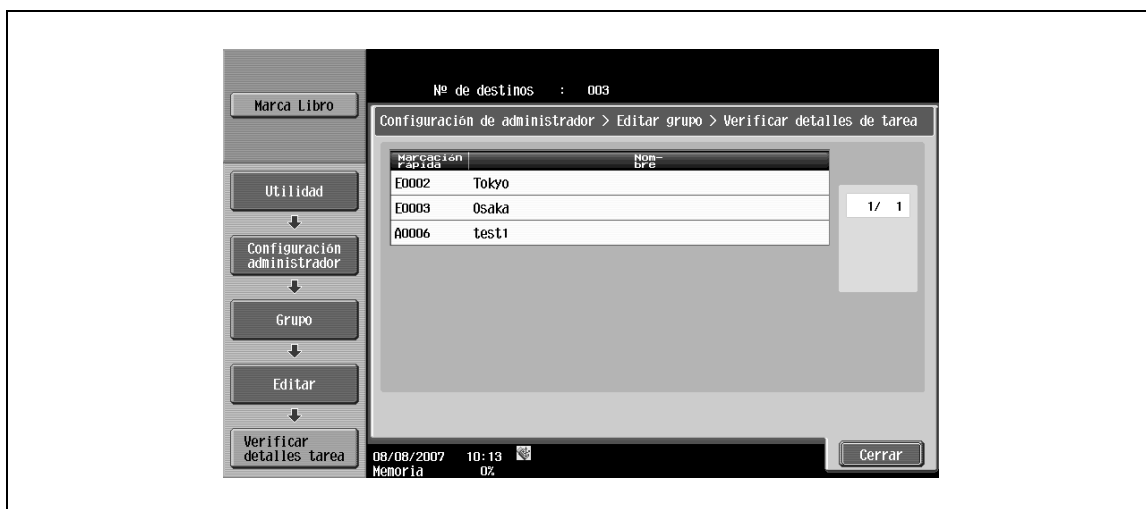 Nº de destinos : 003
Marca Libro
Configuración de administrador > Editar grupo > Verificar detalles de tarea
Marcación
rápida
Nom-
bre
E0002 Tokyo
E0003 Osaka
A0006 test1
1/ 1
Utilidad
Configuración
administrador
Grupo
Editar
Verificar
detalles tarea
08/08/2007 10:13
Memoria 0%
Cerrar